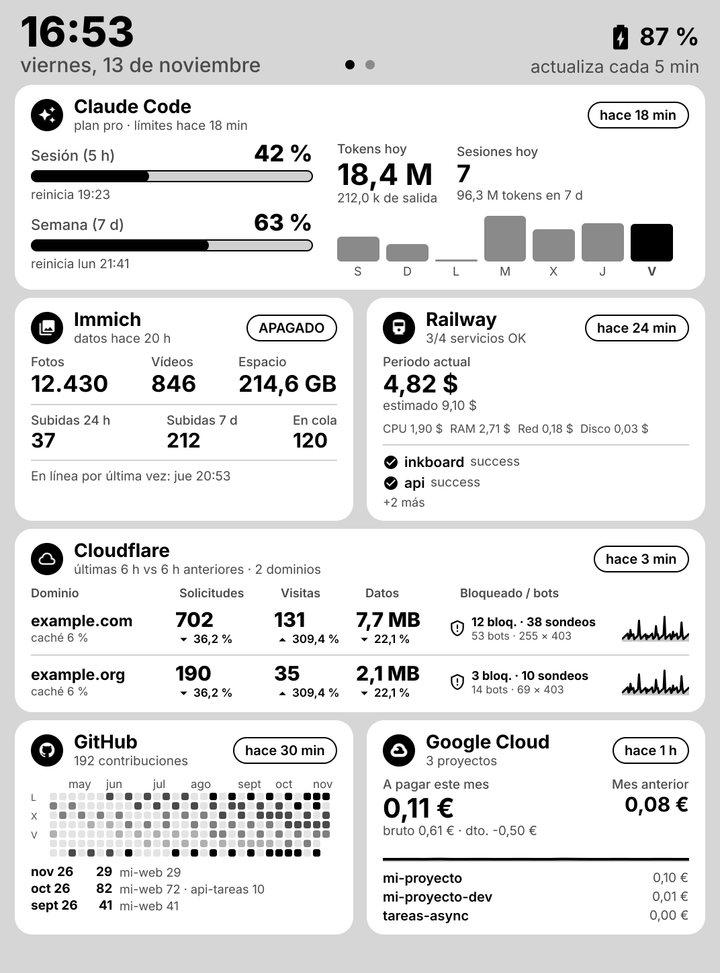 16:53
87 %
viernes, 13 de noviembre
actualiza cada 5 min
Claude Code
plan pro · límites hace 18 min
hace 18 min
Sesión (5 h)
42 %
reinicia 19:23
Semana (7 d)
63 %
reinicia lun 21:41
Tokens hoy
18,4 M
212,0 k de salida
Sesiones hoy
7
96,3 M tokens en 7 d
S D L M X J V
Immich
datos hace 20 h
APAGADO
Fotos Vídeos Espacio
12.430 846 214,6 GB
Subidas 24 h Subidas 7 d En cola
37 212 120
En línea por última vez: jue 20:53
Railway
3/4 servicios OK
hace 24 min
Periodo actual
4,82 $
estimado 9,10 $
CPU 1,90 $ RAM 2,71 $ Red 0,18 $ Disco 0,03 $
inkboard success
api success
+2 más
Cloudflare
últimas 6 h vs 6 h anteriores · 2 dominios
hace 3 min
Dominio Solicitudes Visitas Datos Bloqueado / bots
example.com 702 131 7,7 MB 12 bloq. · 38 sondeos
caché 6 % 36,2 % 309,4 % 22,1 % 53 bots · 255 × 403
example.org 190 35 2,1 MB 3 bloq. · 10 sondeos
caché 6 % 36,2 % 309,4 % 22,1 % 14 bots · 69 × 403
GitHub
192 contribuciones
hace 30 min
may jun jul ago sept oct nov
L
X
V
nov 26 29 mi-web 29
oct 26 82 mi-web 72 · api-tareas 10
sept 26 41 mi-web 41
Google Cloud
3 proyectos
hace 1 h
A pagar este mes
0,11 €
bruto 0,61 € · dto. -0,50 €
Mes anterior
0,08 €
mi-proyecto 0,10 €
mi-proyecto-dev 0,01 €
tareas-async 0,00 €